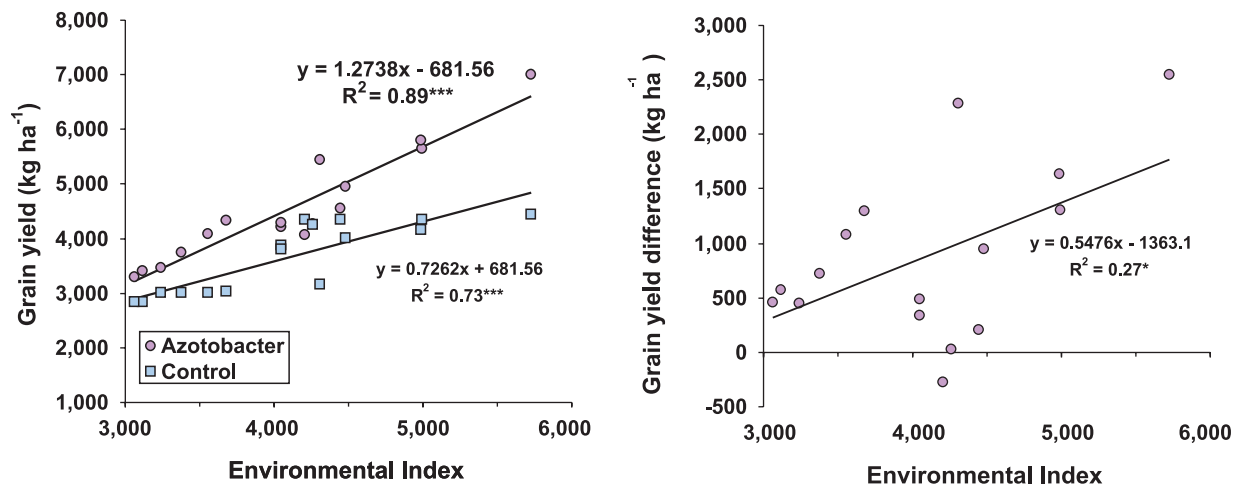 8,000
7,000
6,000
5,000
4,000
3,000
2,000
1,000
Grain yield (kg ha⁻¹)
y = 1.2738x - 681.56
R² = 0.89***
y = 0.7262x + 681.56
R² = 0.73***
Azotobacter
Control
3,000 4,000 5,000 6,000
Environmental Index
3,000
2,500
2,000
1,500
1,000
500
0
-500
Grain yield difference (kg ha⁻¹)
y = 0.5476x - 1363.1
R² = 0.27*
3,000 4,000 5,000 6,000
Environmental Index